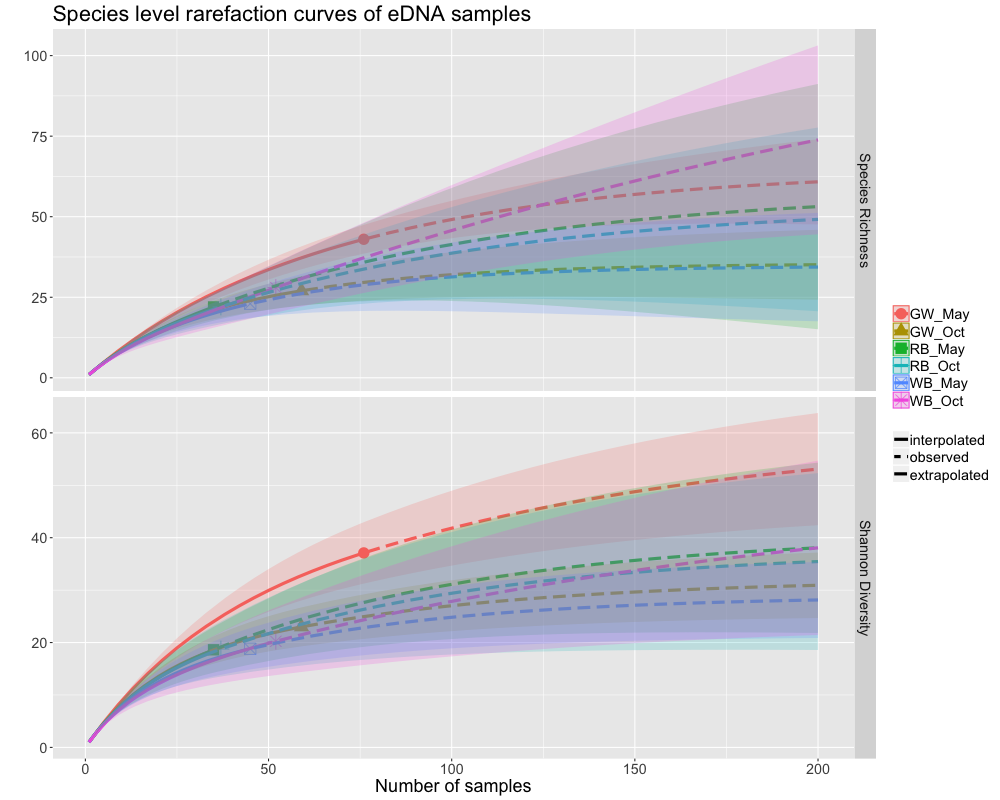 Species level rarefaction curves of eDNA samples
100
75
50
25
0
Species Richness
60
40
20
0
Shannon Diversity
0 50 100 150 200
Number of samples
GW_May
GW_Oct
RB_May
RB_Oct
WB_May
WB_Oct
interpolated
observed
extrapolated